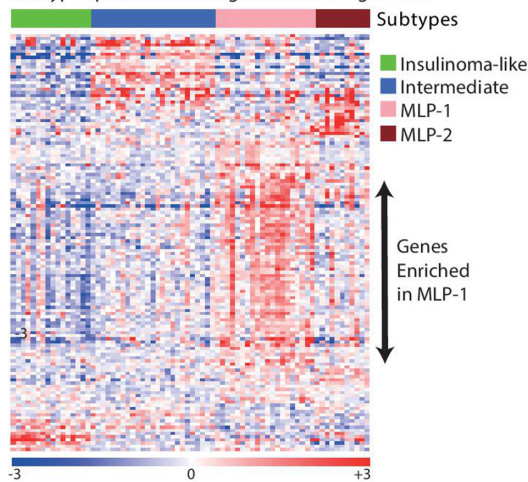 Subtypes
Insulinoma-like
Intermediate
MLP-1
MLP-2
Genes
Enriched
in MLP-1
-3
-3 0 +3